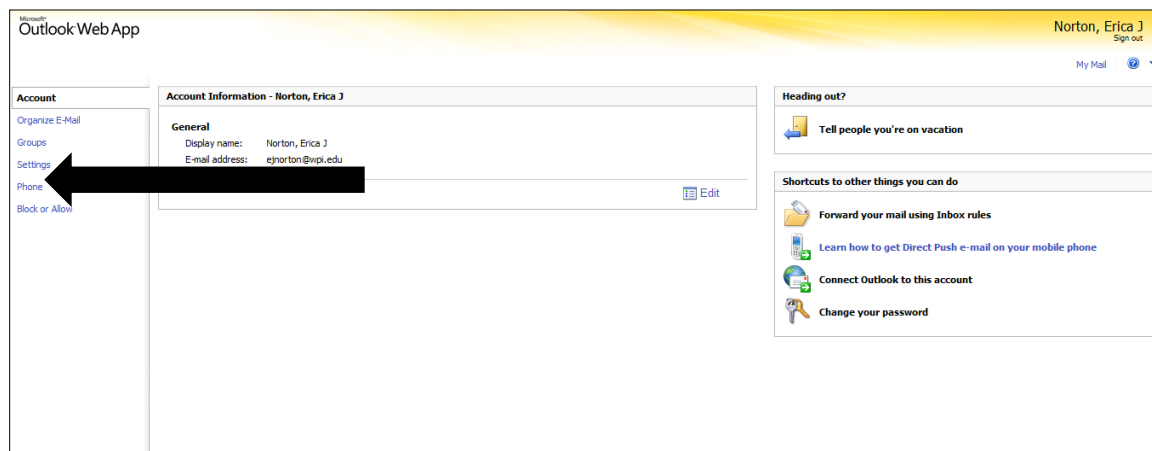 Microsoft®
Outlook Web App
Norton, Erica J
Sign out
My Mail
Account
Organize E-Mail
Groups
Settings
Phone
Block or Allow
Account Information - Norton, Erica J
General
Display name: Norton, Erica J
E-mail address: ejnorton@wpi.edu
Edit
Heading out?
Tell people you're on vacation
Shortcuts to other things you can do
Forward your mail using Inbox rules
Learn how to get Direct Push e-mail on your mobile phone
Connect Outlook to this account
Change your password